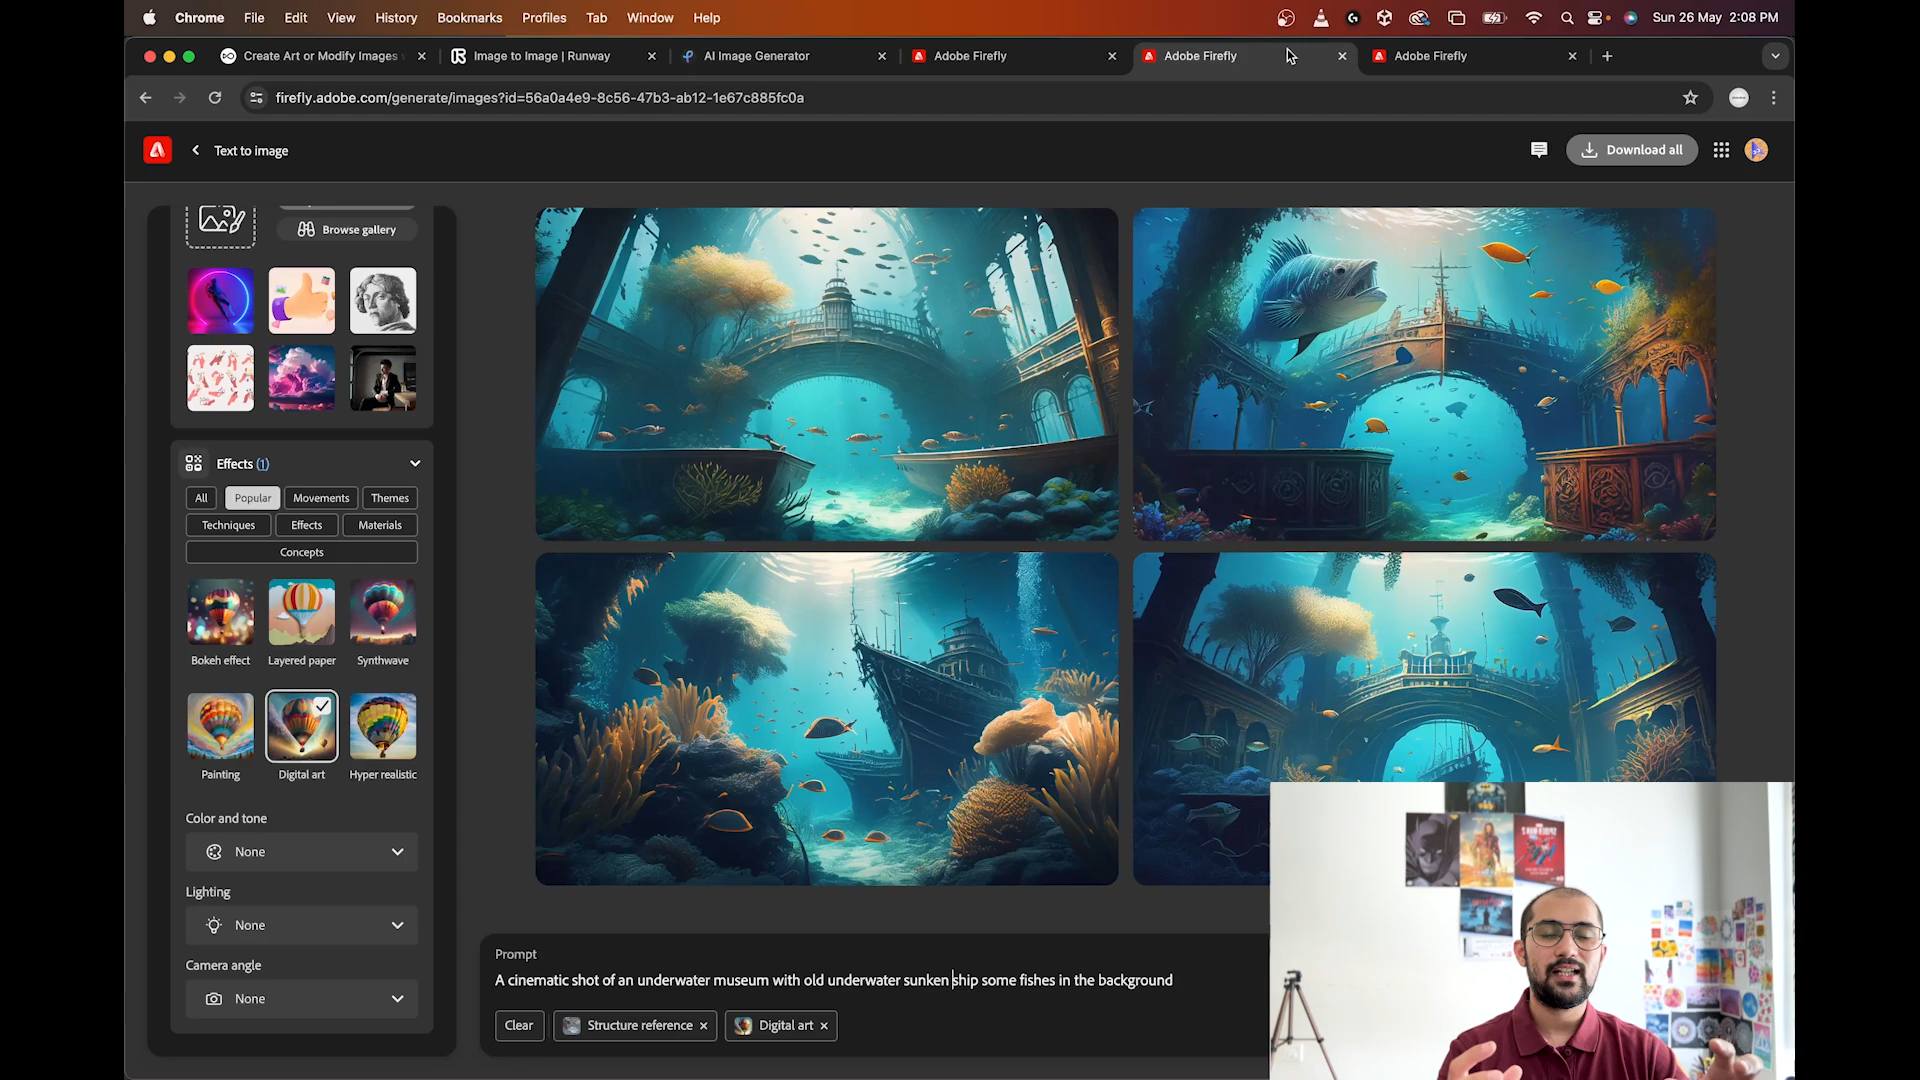 Chrome File Edit View History Bookmarks Profiles Tab Window Help Sun 26 May 2:08 PM
Create Art or Modify Images Image to Image | Runway AI Image Generator Adobe Firefly Adobe Firefly Adobe Firefly
firefly.adobe.com/generate/images?id=56a0a4e9-8c56-47b3-ab12-1e67c885fc0a
Text to image Download all
Browse gallery
Effects (1)
All Popular Movements Themes
Techniques Effects Materials
Concepts
Bokeh effect Layered paper Synthwave
Painting Digital art Hyper realistic
Color and tone
None
Lighting
None
Camera angle
None
Prompt
A cinematic shot of an underwater museum with old underwater sunken ship some fishes in the background
Clear Structure reference Digital art